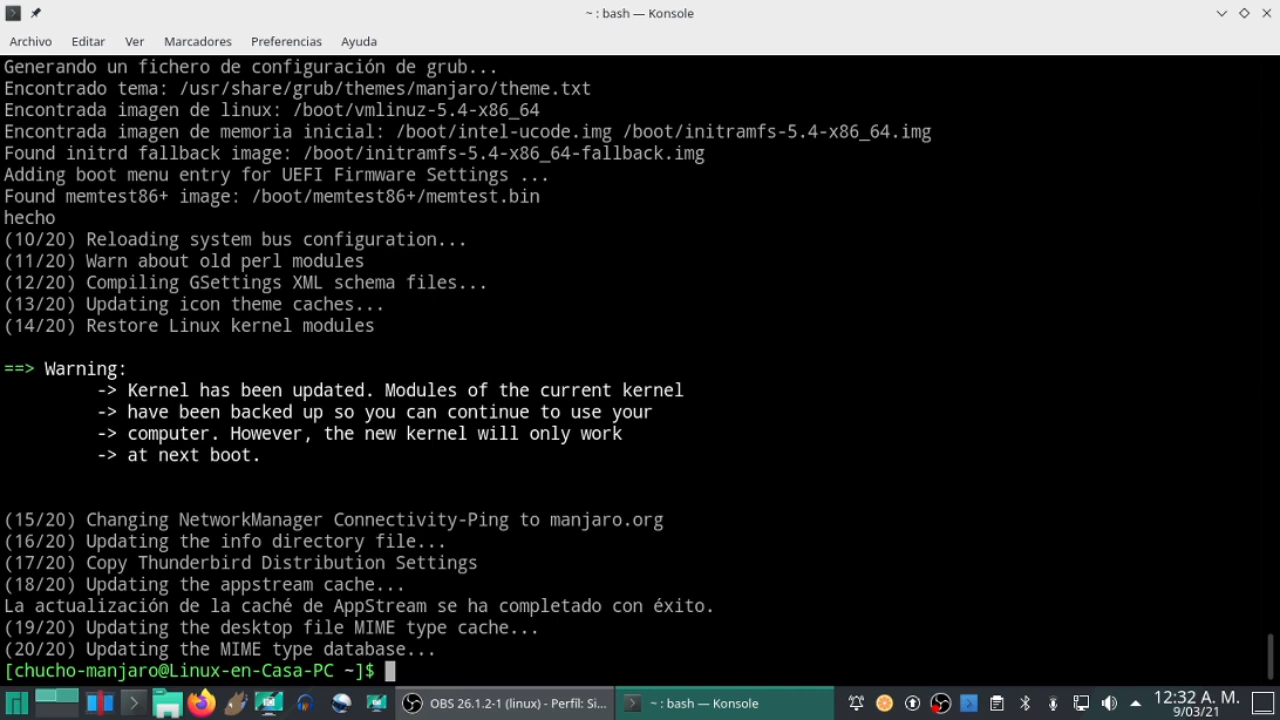 ~ : bash — Konsole
Archivo Editar Ver Marcadores Preferencias Ayuda
Generando un fichero de configuración de grub...
Encontrado tema: /usr/share/grub/themes/manjaro/theme.txt
Encontrada imagen de linux: /boot/vmlinuz-5.4-x86_64
Encontrada imagen de memoria inicial: /boot/intel-ucode.img /boot/initramfs-5.4-x86_64.img
Found initrd fallback image: /boot/initramfs-5.4-x86_64-fallback.img
Adding boot menu entry for UEFI Firmware Settings ...
Found memtest86+ image: /boot/memtest86+/memtest.bin
hecho
(10/20) Reloading system bus configuration...
(11/20) Warn about old perl modules
(12/20) Compiling GSettings XML schema files...
(13/20) Updating icon theme caches...
(14/20) Restore Linux kernel modules
==> Warning:
-> Kernel has been updated. Modules of the current kernel
-> have been backed up so you can continue to use your
-> computer. However, the new kernel will only work
-> at next boot.
(15/20) Changing NetworkManager Connectivity-Ping to manjaro.org
(16/20) Updating the info directory file...
(17/20) Copy Thunderbird Distribution Settings
(18/20) Updating the appstream cache...
La actualización de la caché de AppStream se ha completado con éxito.
(19/20) Updating the desktop file MIME type cache...
(20/20) Updating the MIME type database...
[chucho-manjaro@Linux-en-Casa-PC ~]$
OBS 26.1.2-1 (linux) - Perfil: Si... ~ : bash — Konsole 12:32 A. M.
9/03/21